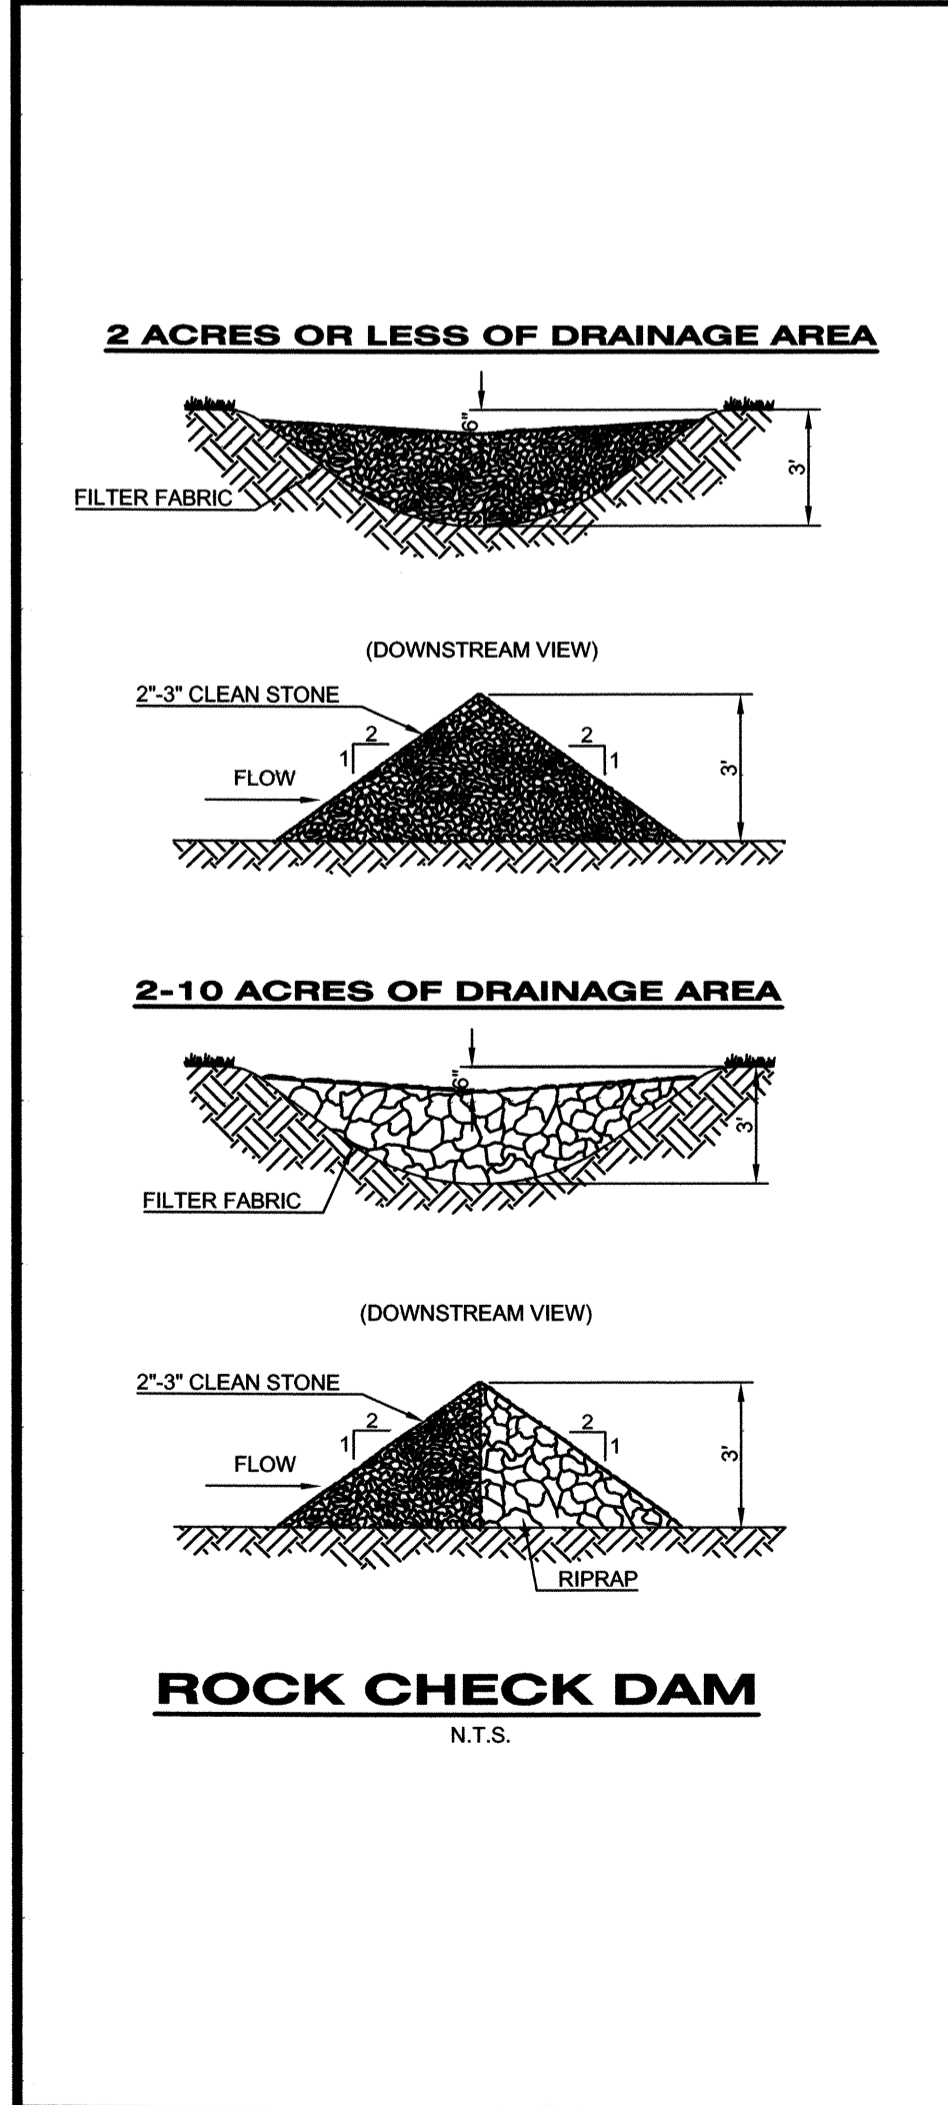 2 ACRES OR LESS OF DRAINAGE AREA
6"
3'
FILTER FABRIC
(DOWNSTREAM VIEW)
2"-3" CLEAN STONE
2
1
2
1
FLOW
3'
2-10 ACRES OF DRAINAGE AREA
6"
3'
FILTER FABRIC
(DOWNSTREAM VIEW)
2"-3" CLEAN STONE
2
1
2
1
FLOW
3'
RIPRAP
ROCK CHECK DAM
N.T.S.